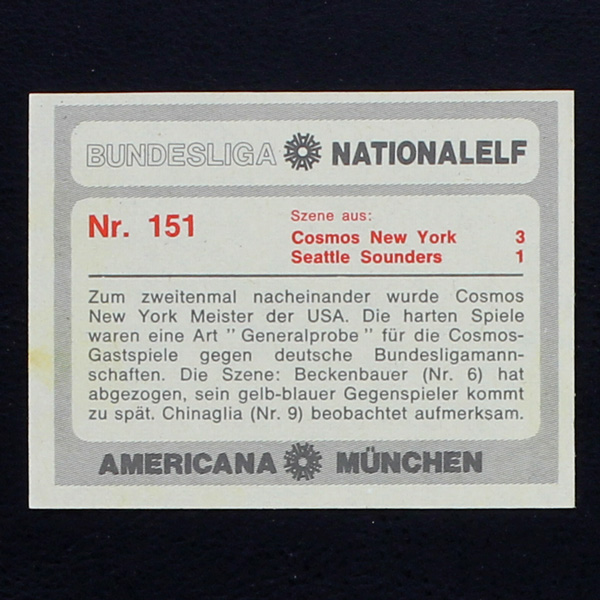 BUNDESLIGA NATIONALELF
Nr. 151
Szene aus:
Cosmos New York 3
Seattle Sounders 1
Zum zweitenmal nacheinander wurde Cosmos
New York Meister der USA. Die harten Spiele
waren eine Art "Generalprobe" für die Cosmos-
Gastspiele gegen deutsche Bundesligamann-
schaften. Die Szene: Beckenbauer (Nr. 6) hat
abgezogen, sein gelb-blauer Gegenspieler kommt
zu spät. Chinaglia (Nr. 9) beobachtet aufmerksam.
AMERICANA MÜNCHEN